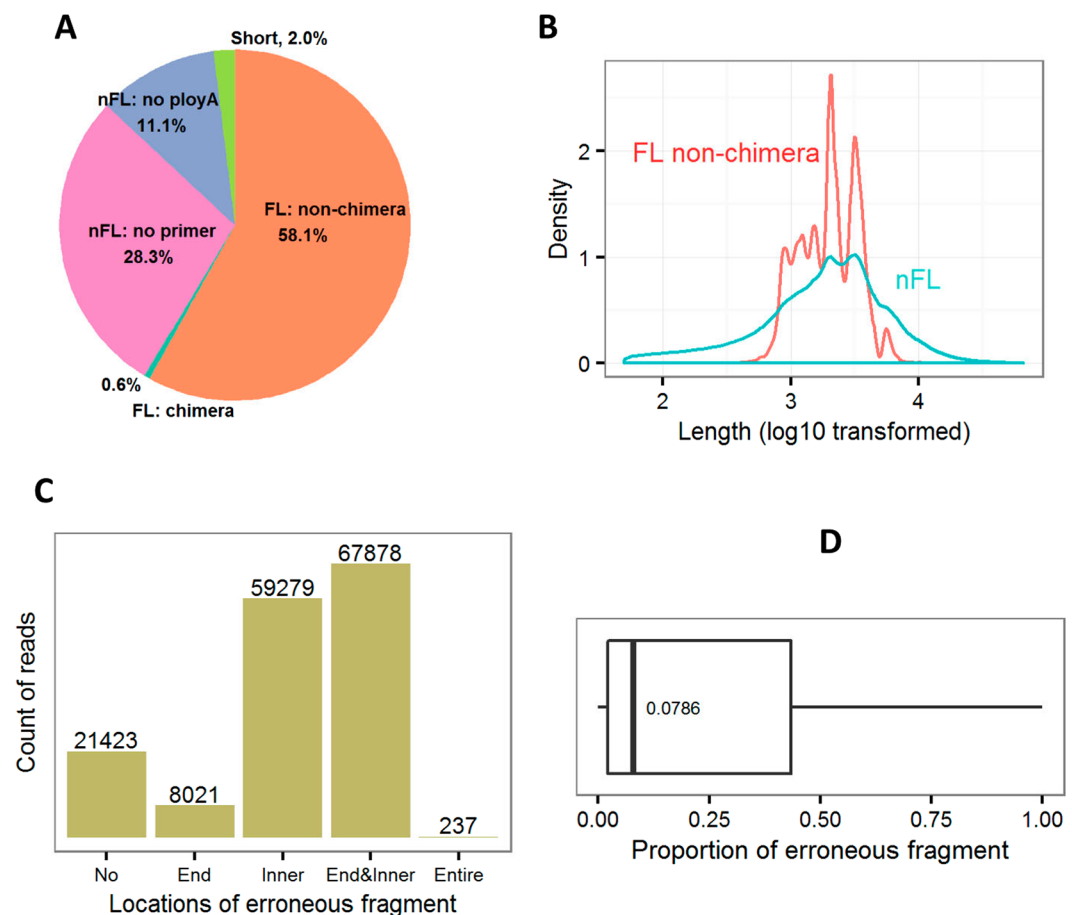 A
Short, 2.0%
nFL: no ployA
11.1%
FL: non-chimera
58.1%
nFL: no primer
28.3%
0.6%
FL: chimera
B
Density
2
1
0
FL non-chimera
nFL
2 3 4
Length (log10 transformed)
C
Count of reads
21423
8021
59279
67878
237
No End Inner End&Inner Entire
Locations of erroneous fragment
D
0.0786
0.00 0.25 0.50 0.75 1.00
Proportion of erroneous fragment